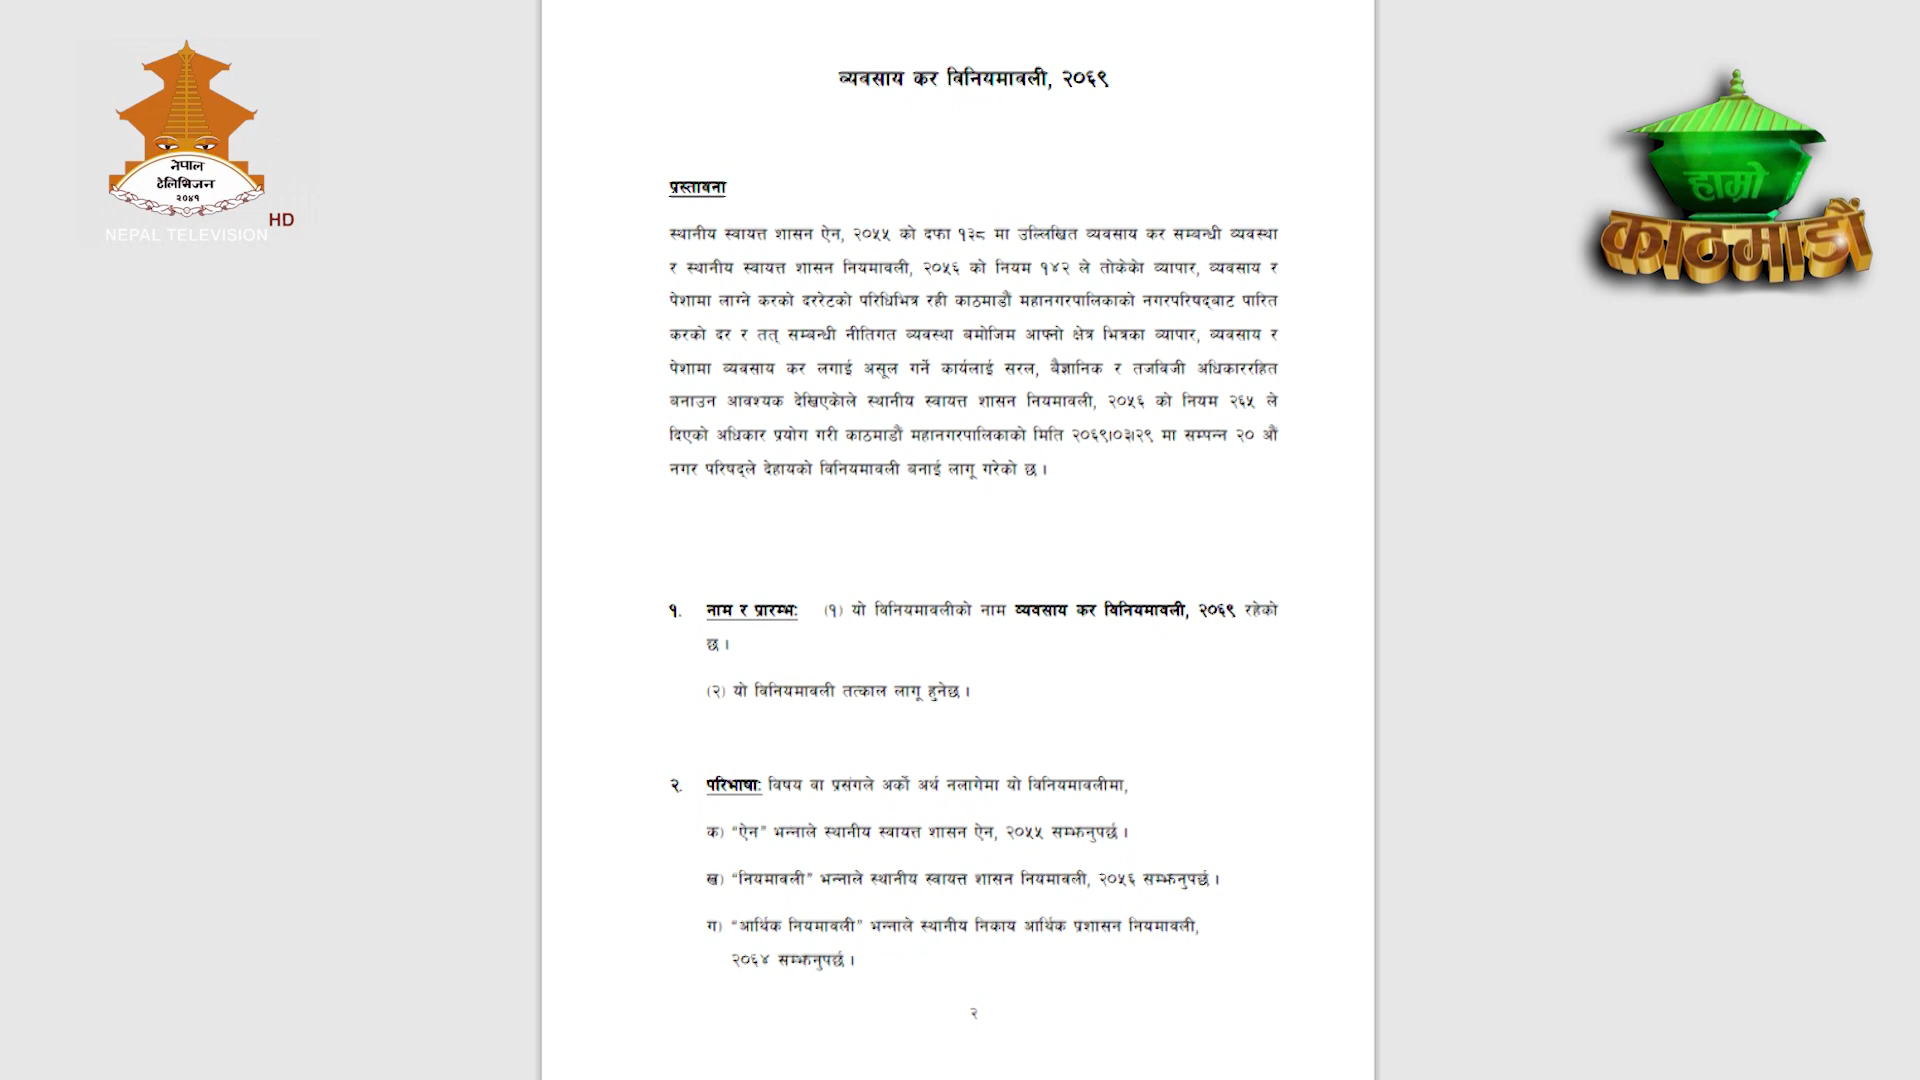 नेपाल
टेलिभिजन
२०४१
HD
NEPAL TELEVISION
हाम्रो
काठमाडौं
व्यवसाय कर विनियमावली, २०६९
प्रस्तावना
स्थानीय स्वायत्त शासन ऐन, २०५५ को दफा १३८ मा उल्लिखित व्यवसाय कर सम्बन्धी व्यवस्था
र स्थानीय स्वायत्त शासन नियमावली, २०५६ को नियम १४२ ले तोकेको व्यापार, व्यवसाय र
पेशामा लाग्ने करको दररेटको परिधिभित्र रही काठमाडौं महानगरपालिकाको नगरपरिषद्बाट पारित
करको दर र तत् सम्बन्धी नीतिगत व्यवस्था बमोजिम आफ्नो क्षेत्र भित्रका व्यापार, व्यवसाय र
पेशामा व्यवसाय कर लगाई असूल गर्ने कार्यलाई सरल, बैज्ञानिक र तजविजी अधिकाररहित
बनाउन आवश्यक देखिएकोले स्थानीय स्वायत्त शासन नियमावली, २०५६ को नियम २६५ ले
दिएको अधिकार प्रयोग गरी काठमाडौं महानगरपालिकाको मिति २०६९।०३।२९ मा सम्पन्न २० औं
नगर परिषद्ले देहायको विनियमावली बनाई लागू गरेको छ ।
१. नाम र प्रारम्भ: (१) यो विनियमावलीको नाम व्यवसाय कर विनियमावली, २०६९ रहेको
छ ।
(२) यो विनियमावली तत्काल लागू हुनेछ ।
२. परिभाषा: विषय वा प्रसंगले अर्को अर्थ नलागेमा यो विनियमावलीमा,
क) “ऐन” भन्नाले स्थानीय स्वायत्त शासन ऐन, २०५५ सम्झनुपर्छ ।
ख) “नियमावली” भन्नाले स्थानीय स्वायत्त शासन नियमावली, २०५६ सम्झनुपर्छ ।
ग) “आर्थिक नियमावली” भन्नाले स्थानीय निकाय आर्थिक प्रशासन नियमावली,
२०६४ सम्झनुपर्छ ।
२